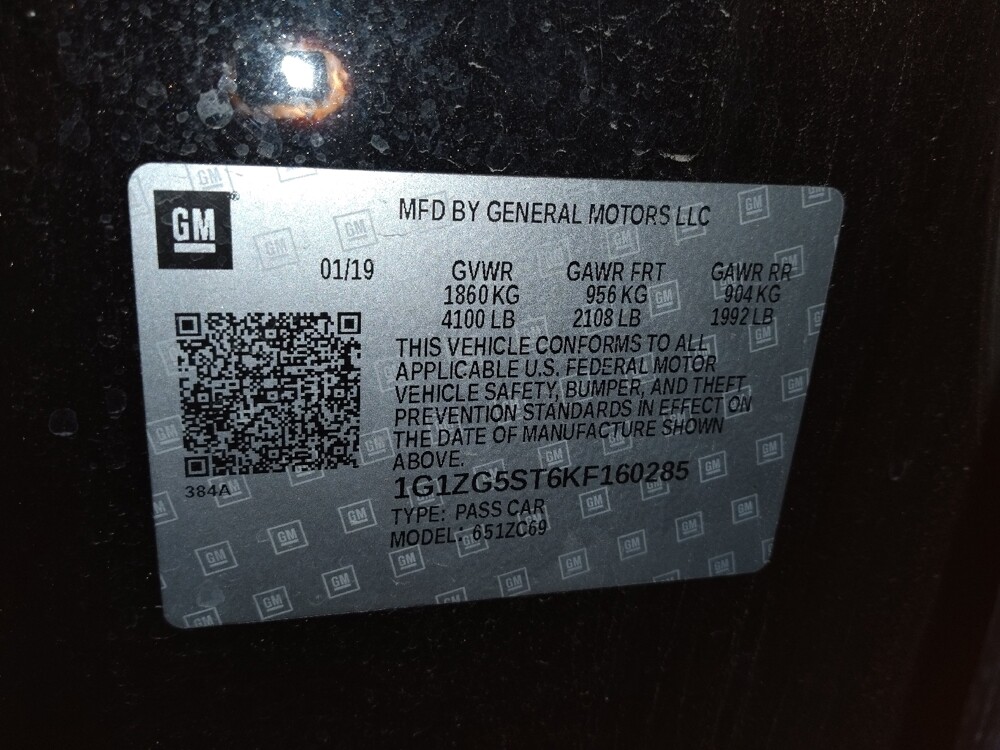 GM
MFD BY GENERAL MOTORS LLC
01/19
GVWR GAWR FRT GAWR RR
1860 KG 956 KG 904 KG
4100 LB 2108 LB 1992 LB
THIS VEHICLE CONFORMS TO ALL
APPLICABLE U.S. FEDERAL MOTOR
VEHICLE SAFETY, BUMPER, AND THEFT
PREVENTION STANDARDS IN EFFECT ON
THE DATE OF MANUFACTURE SHOWN
ABOVE.
384A
1G1ZG5ST6KF160285
TYPE: PASS CAR
MODEL: 651ZC69